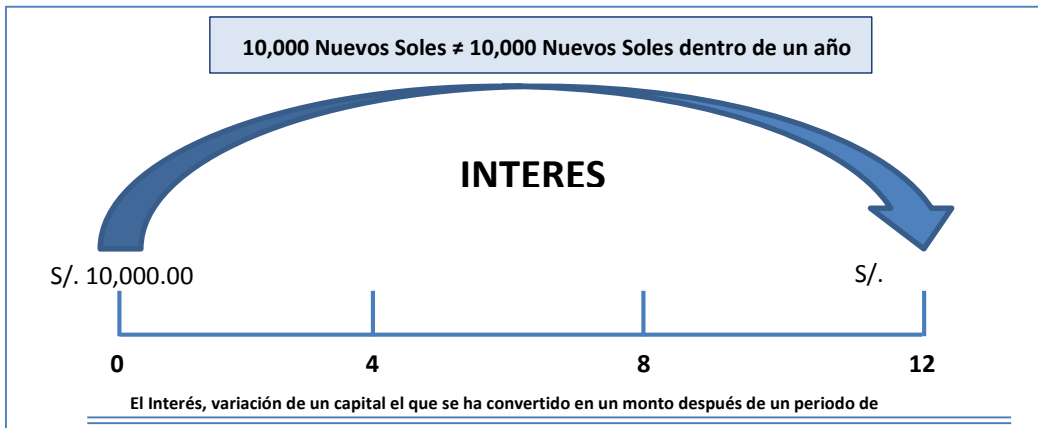 10,000 Nuevos Soles ≠ 10,000 Nuevos Soles dentro de un año
INTERES
S/. 10,000.00 S/.
0 4 8 12
El Interés, variación de un capital el que se ha convertido en un monto después de un periodo de